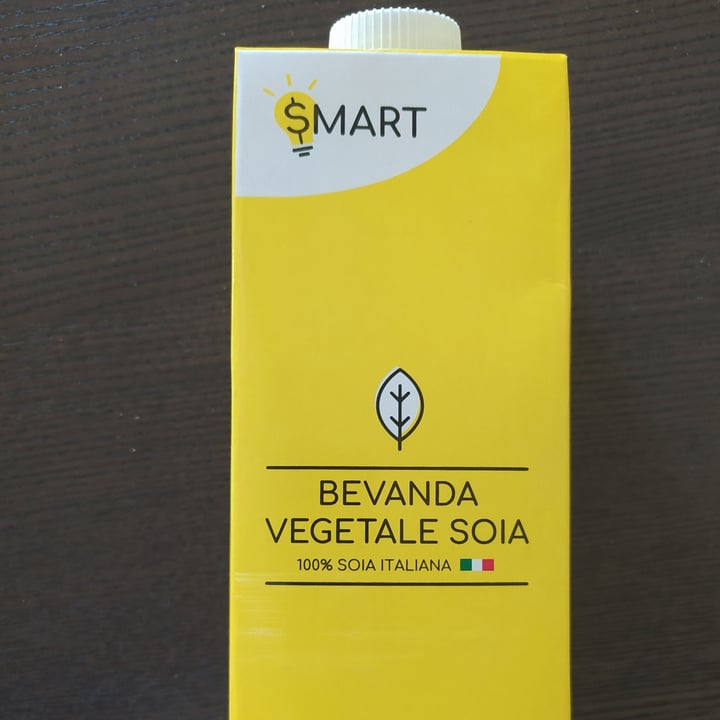 $MART
BEVANDA
VEGETALE SOIA
100% SOIA ITALIANA